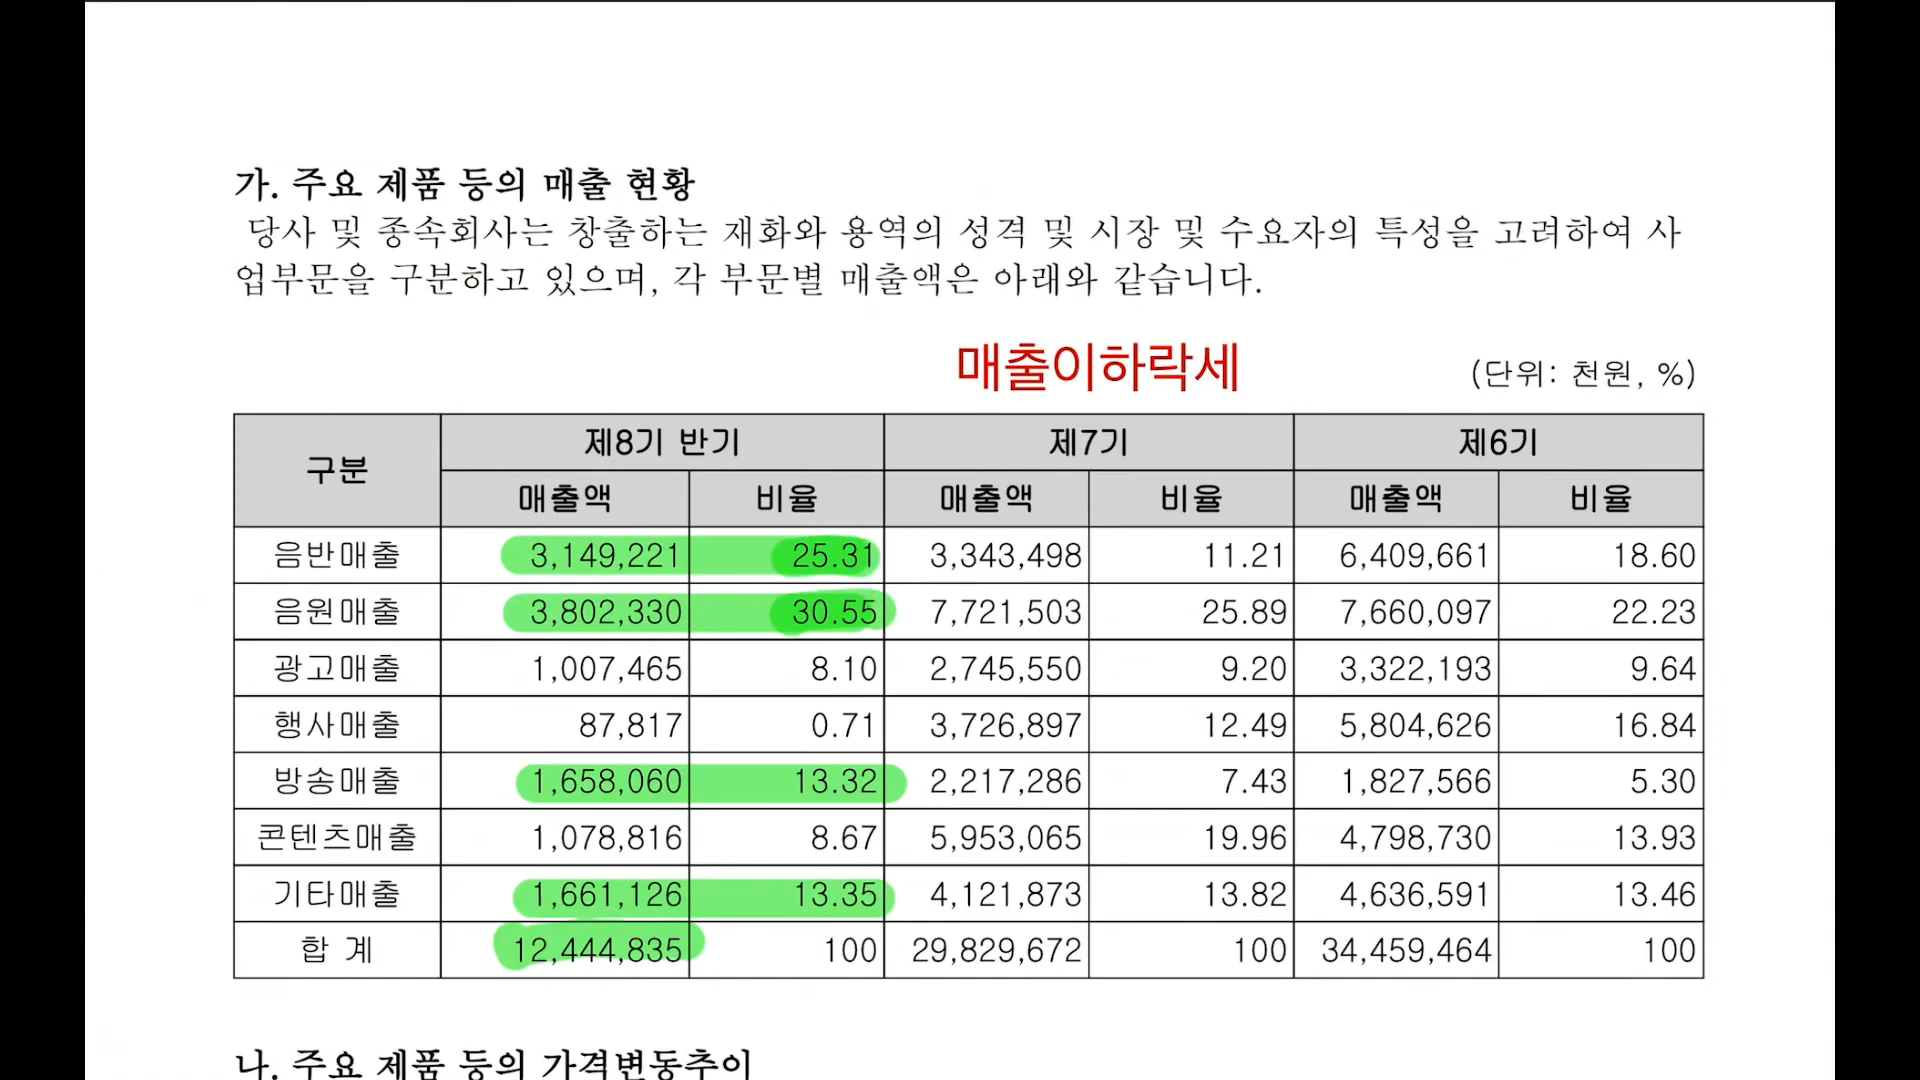 가. 주요 제품 등의 매출 현황
당사 및 종속회사는 창출하는 재화와 용역의 성격 및 시장 및 수요자의 특성을 고려하여 사
업부문을 구분하고 있으며, 각 부문별 매출액은 아래와 같습니다.
매출이하락세
(단위: 천원, %)
구분 제8기 반기 제7기 제6기
매출액 비율 매출액 비율 매출액 비율
음반매출 3,149,221 25.31 3,343,498 11.21 6,409,661 18.60
음원매출 3,802,330 30.55 7,721,503 25.89 7,660,097 22.23
광고매출 1,007,465 8.10 2,745,550 9.20 3,322,193 9.64
행사매출 87,817 0.71 3,726,897 12.49 5,804,626 16.84
방송매출 1,658,060 13.32 2,217,286 7.43 1,827,566 5.30
콘텐츠매출 1,078,816 8.67 5,953,065 19.96 4,798,730 13.93
기타매출 1,661,126 13.35 4,121,873 13.82 4,636,591 13.46
합 계 12,444,835 100 29,829,672 100 34,459,464 100
나. 주요 제품 등의 가격변동추이